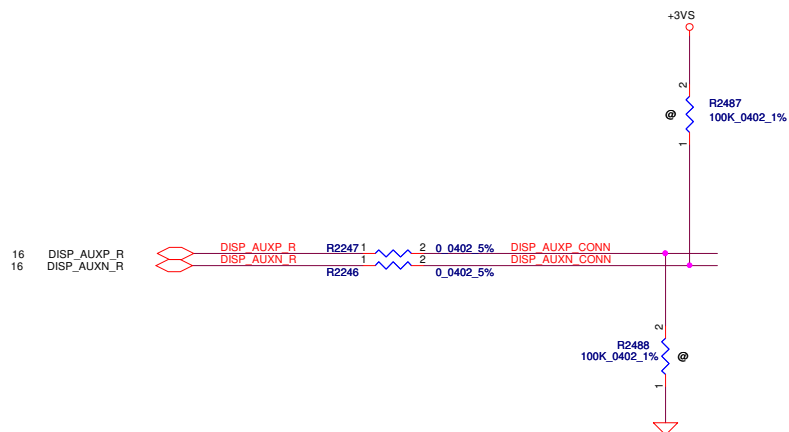 +3VS
2
R2487
@
100K_0402_1%
1
16 DISP_AUXP_R DISP_AUXP_R R2247 1 2 0_0402_5% DISP_AUXP_CONN
16 DISP_AUXN_R DISP_AUXN_R 1 2 DISP_AUXN_CONN
R2246 0_0402_5%
2
R2488
100K_0402_1% @
1